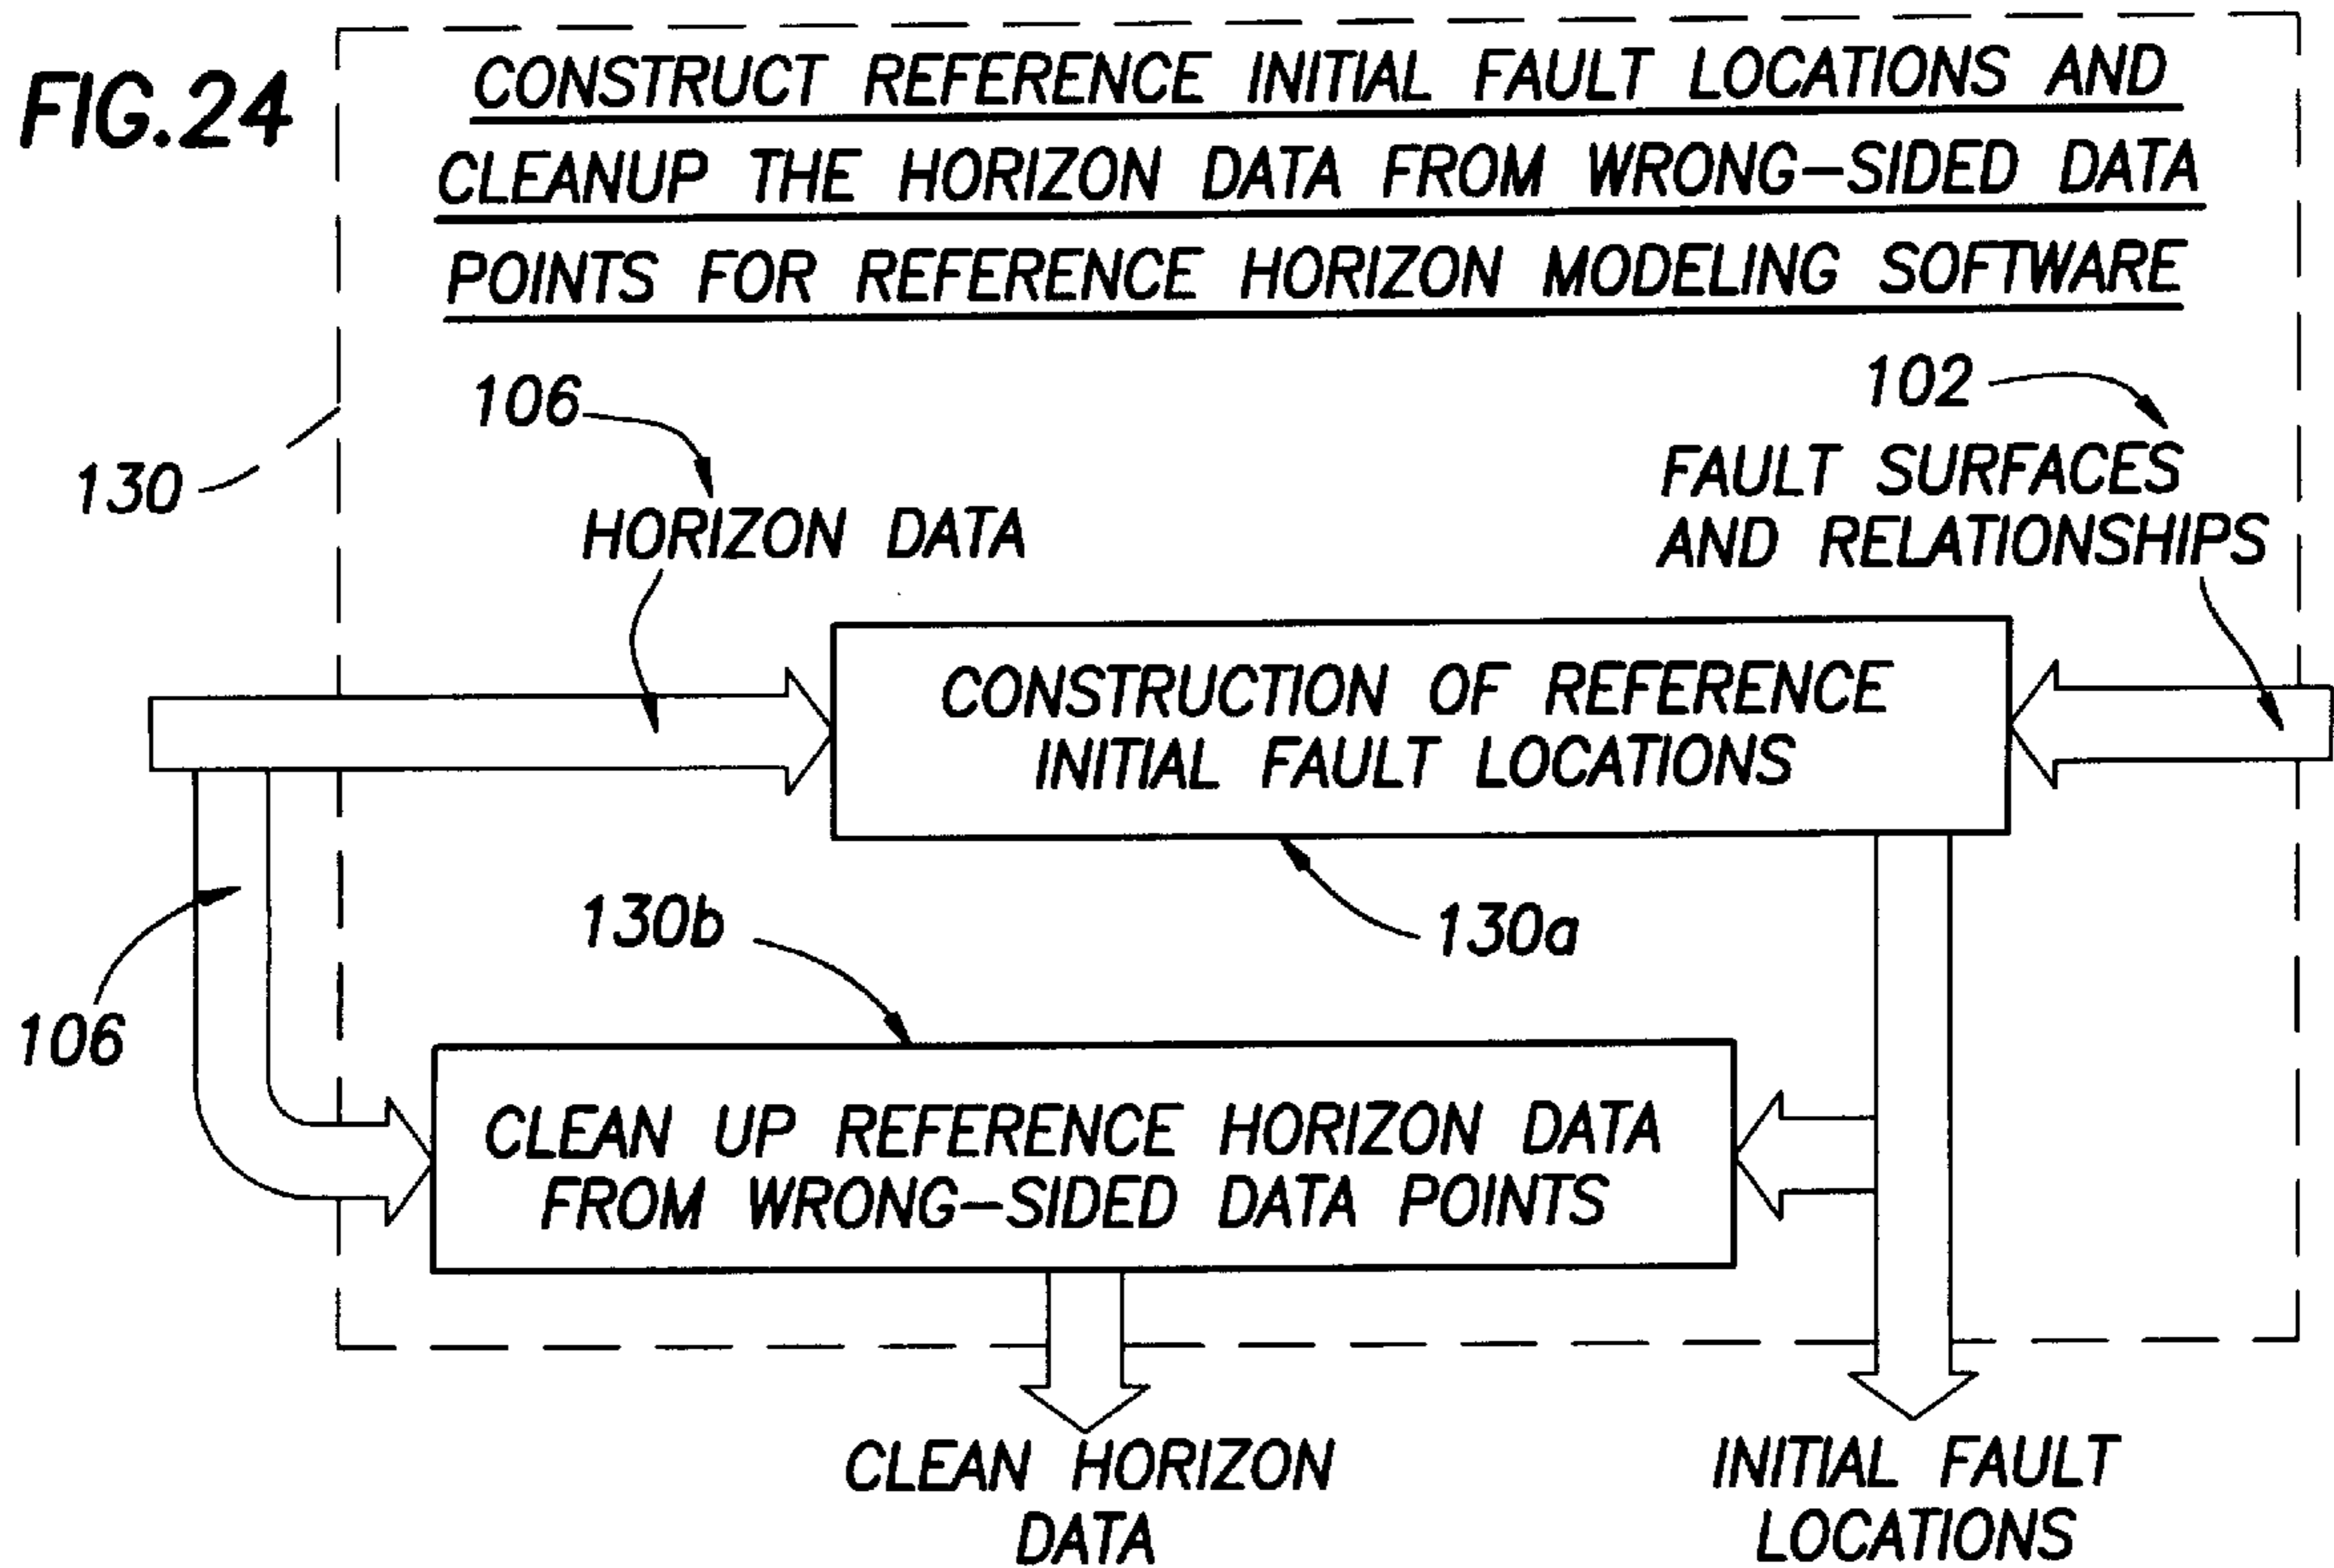 FIG.24
CONSTRUCT REFERENCE INITIAL FAULT LOCATIONS AND
CLEANUP THE HORIZON DATA FROM WRONG-SIDED DATA
POINTS FOR REFERENCE HORIZON MODELING SOFTWARE
106
102
130
FAULT SURFACES
AND RELATIONSHIPS
HORIZON DATA
CONSTRUCTION OF REFERENCE
INITIAL FAULT LOCATIONS
130b
130a
106
CLEAN UP REFERENCE HORIZON DATA
FROM WRONG-SIDED DATA POINTS
CLEAN HORIZON
DATA
INITIAL FAULT
LOCATIONS